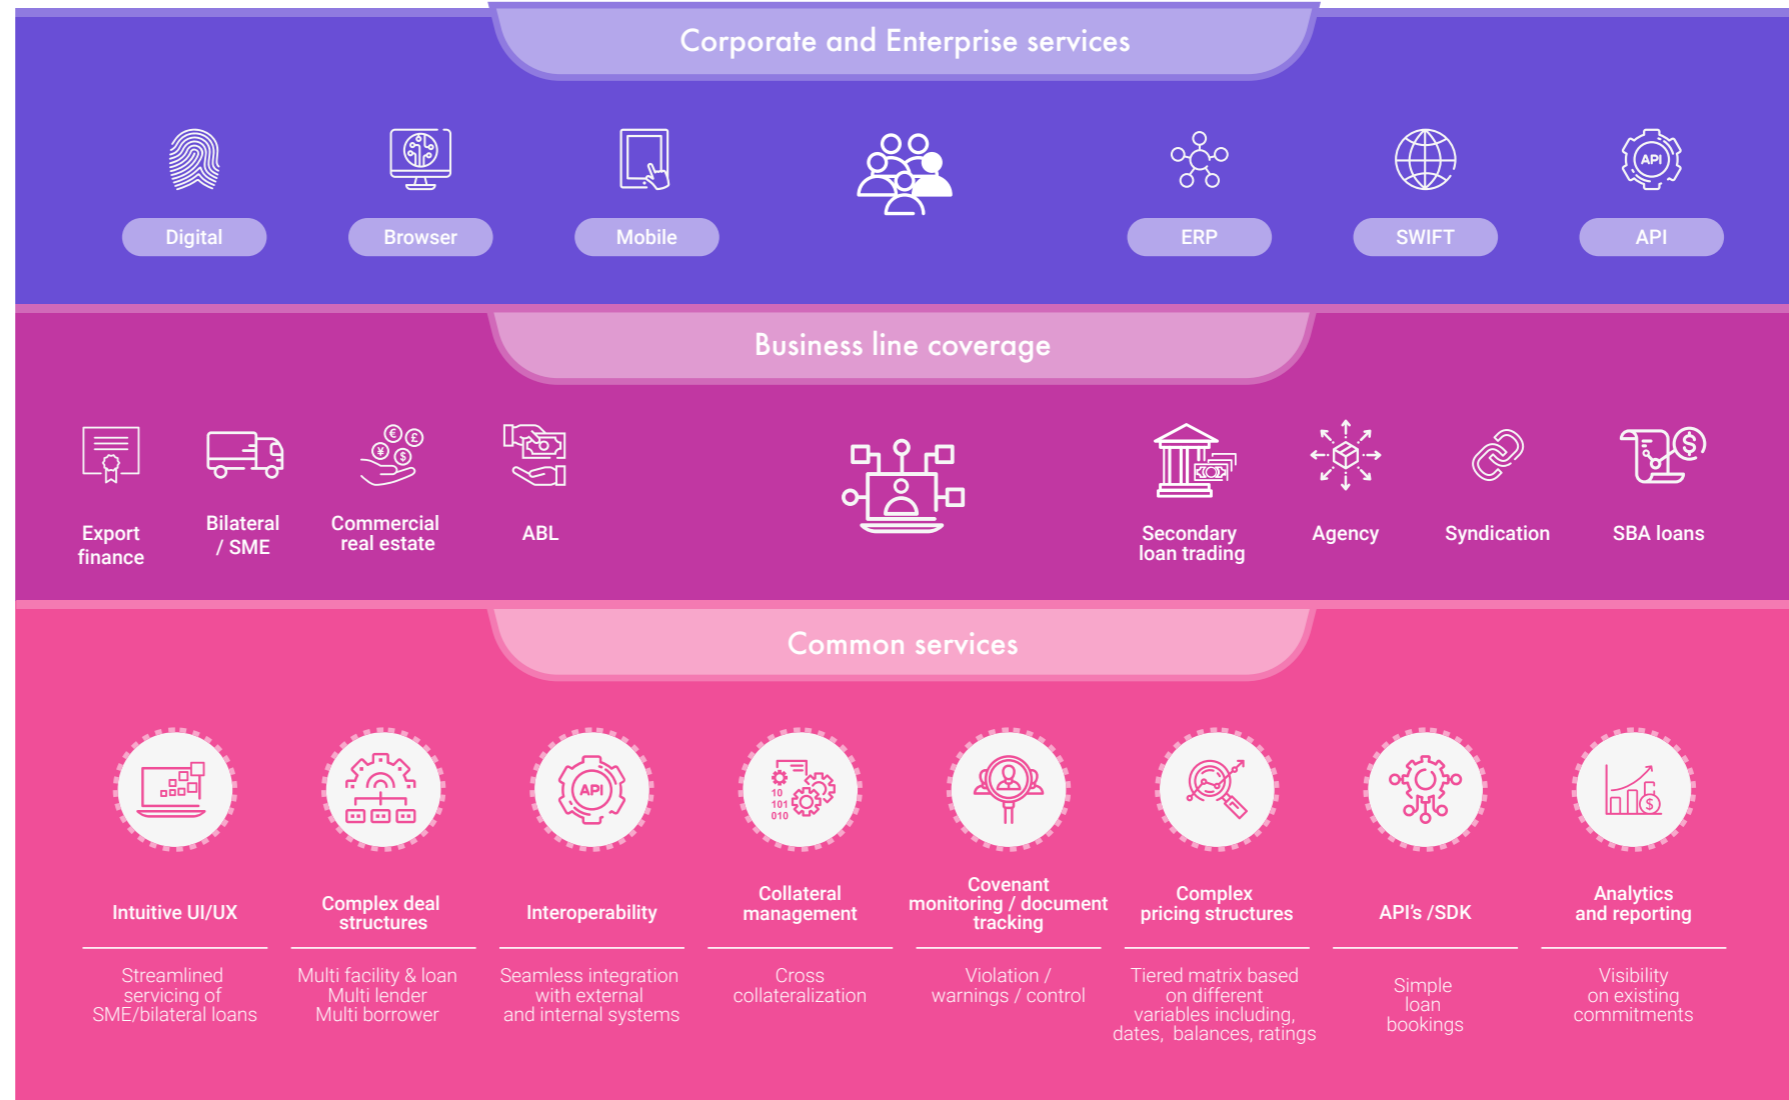 Corporate and Enterprise services
API
Digital
Browser
Mobile
ERP
SWIFT
API
Business line coverage
€
£
¥
$
$
Export
finance
Bilateral
/ SME
Commercial
real estate
ABL
Secondary
loan trading
Agency
Syndication
SBA loans
Common services
API
10
101
010
$
Intuitive UI/UX
Streamlined
servicing of
SME/bilateral loans
Complex deal
structures
Multi facility & loan
Multi lender
Multi borrower
Interoperability
Seamless integration
with external
and internal systems
Collateral
management
Cross
collateralization
Covenant
monitoring / document
tracking
Violation /
warnings / control
Complex
pricing structures
Tiered matrix based
on different
variables including,
dates, balances, ratings
API's /SDK
Simple
loan
bookings
Analytics
and reporting
Visibility
on existing
commitments